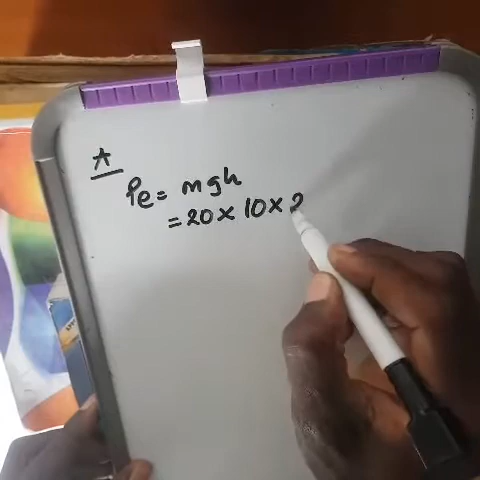 A
Pe = mgh
= 20 × 10 × 2